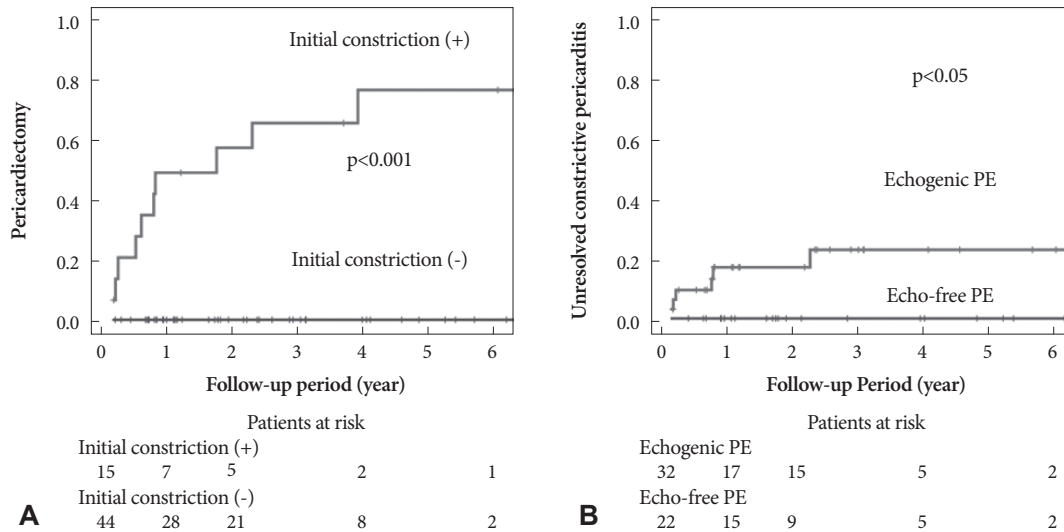 1.0
0.8
0.6
0.4
0.2
0.0
Pericardiectomy
Initial constriction (+)
p<0.001
Initial constriction (-)
0 1 2 3 4 5 6
Follow-up period (year)
Patients at risk
Initial constriction (+)
15 7 5 2 1
Initial constriction (-)
44 28 21 8 2
A
1.0
0.8
0.6
0.4
0.2
0.0
Unresolved constrictive pericarditis
p<0.05
Echogenic PE
Echo-free PE
0 1 2 3 4 5 6
Follow-up Period (year)
Patients at risk
Echogenic PE
32 17 15 5 2
Echo-free PE
22 15 9 5 2
B